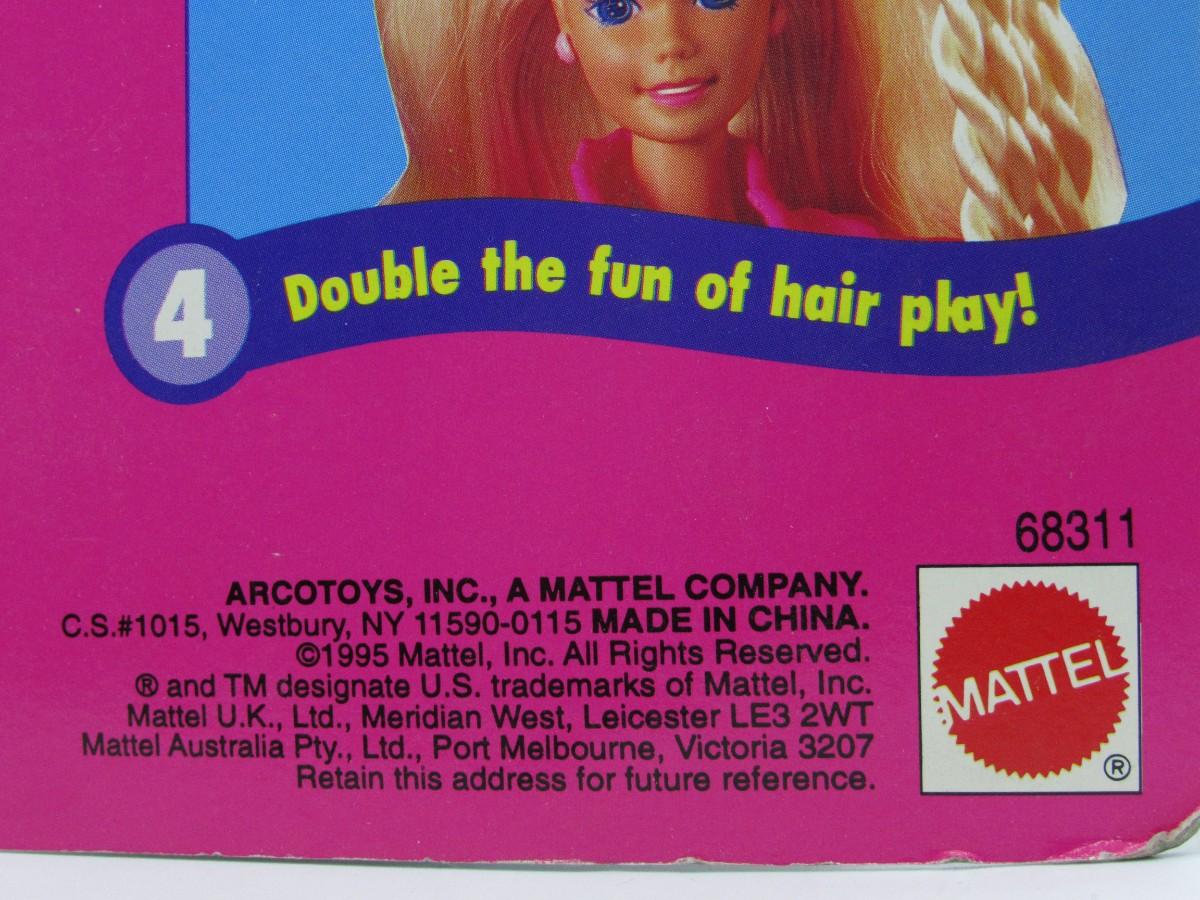 4
Double the fun of hair play!
68311
ARCOTOYS, INC., A MATTEL COMPANY.
C.S.#1015, Westbury, NY 11590-0115 MADE IN CHINA.
©1995 Mattel, Inc. All Rights Reserved.
® and TM designate U.S. trademarks of Mattel, Inc.
Mattel U.K., Ltd., Meridian West, Leicester LE3 2WT
Mattel Australia Pty., Ltd., Port Melbourne, Victoria 3207
Retain this address for future reference.
MATTEL
®